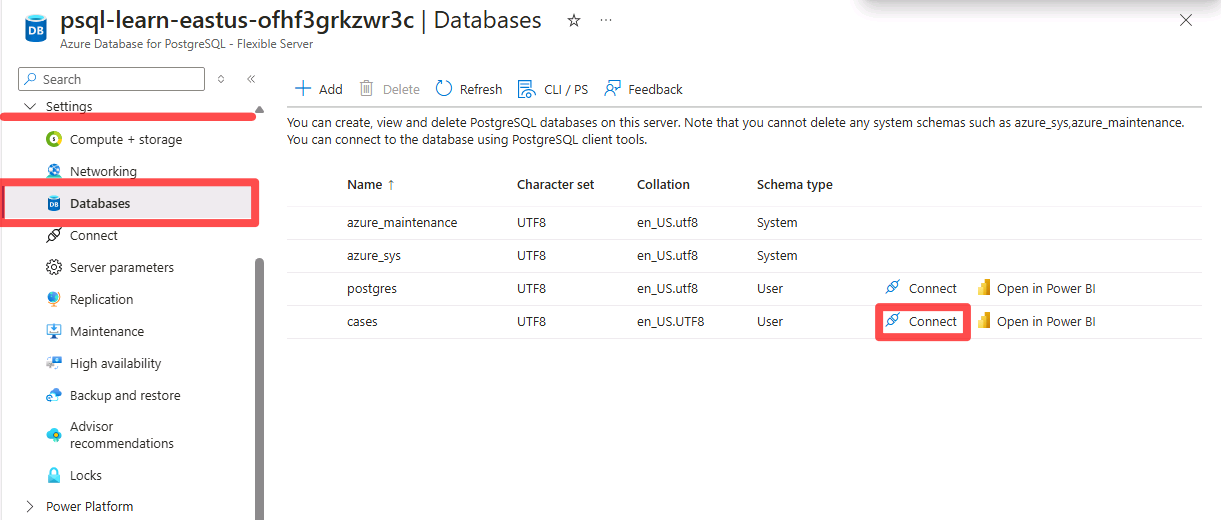 psql-learn-eastus-ofhf3grkzwr3c | Databases
Azure Database for PostgreSQL - Flexible Server
Search
Settings
Compute + storage
Networking
Databases
Connect
Server parameters
Replication
Maintenance
High availability
Backup and restore
Advisor
recommendations
Locks
Power Platform
Add Delete Refresh CLI / PS Feedback
You can create, view and delete PostgreSQL databases on this server. Note that you cannot delete any system schemas such as azure_sys,azure_maintenance.
You can connect to the database using PostgreSQL client tools.
Name ↑ Character set Collation Schema type
azure_maintenance UTF8 en_US.utf8 System
azure_sys UTF8 en_US.utf8 System
postgres UTF8 en_US.utf8 User Connect Open in Power BI
cases UTF8 en_US.UTF8 User Connect Open in Power BI